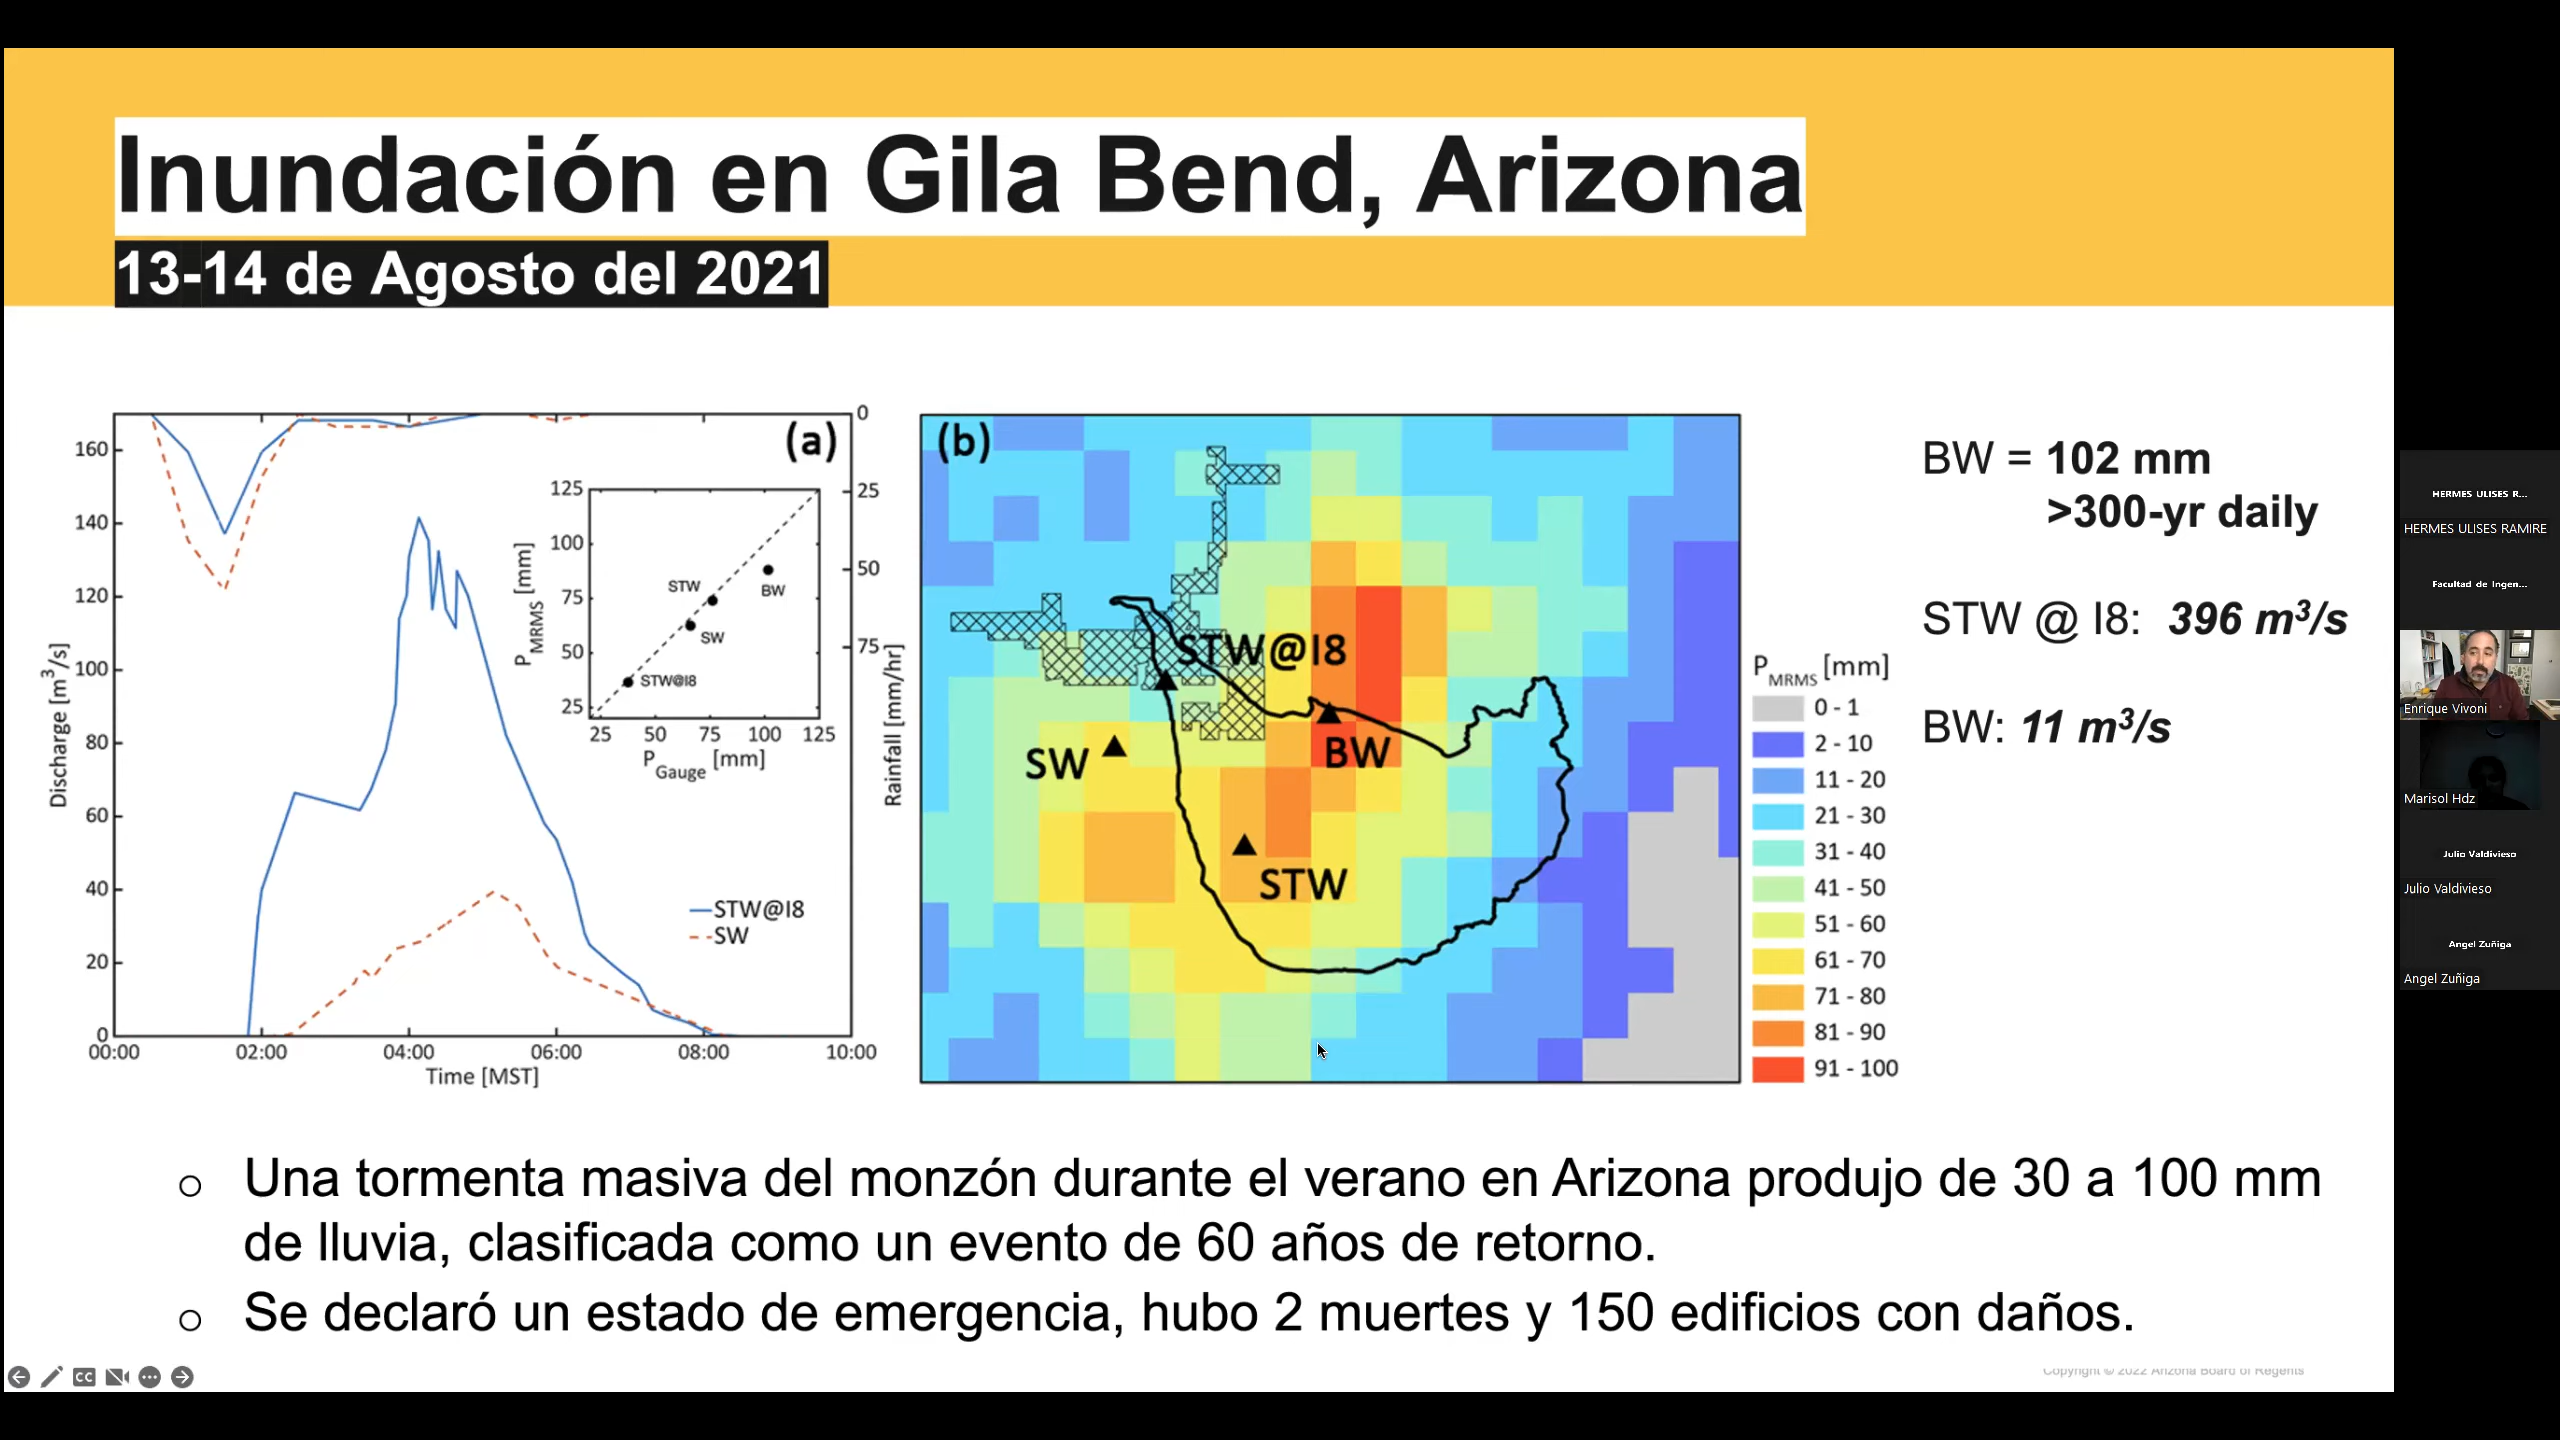 Inundación en Gila Bend, Arizona
13-14 de Agosto del 2021
(a)
160
140
120
100
80
60
40
20
0
Discharge [m³/s]
00:00
02:00
04:00
06:00
08:00
10:00
Time [MST]
0
25
50
75
Rainfall [mm/hr]
125
100
75
50
25
P MRMS [mm]
STW
BW
SW
STW@I8
25
50
75
100
125
P Gauge [mm]
STW@I8
SW
(b)
STW@I8
SW
BW
STW
P MRMS [mm]
0 - 1
2 - 10
11 - 20
21 - 30
31 - 40
41 - 50
51 - 60
61 - 70
71 - 80
81 - 90
91 - 100
BW = 102 mm
>300-yr daily
STW @ I8: 396 m³/s
BW: 11 m³/s
Una tormenta masiva del monzón durante el verano en Arizona produjo de 30 a 100 mm
de lluvia, clasificada como un evento de 60 años de retorno.
Se declaró un estado de emergencia, hubo 2 muertes y 150 edificios con daños.
CC
Copyright © 2022 Arizona Board of Regents
HERMES ULISES R...
HERMES ULISES RAMIRE
Facultad de Ingen...
Enrique Vivoni
Marisol Hdz
Julio Valdivieso
Julio Valdivieso
Angel Zuñiga
Angel Zuñiga